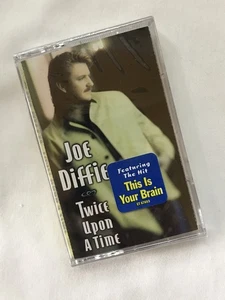 Joe
Diffie
Twice
Upon
A Time
Featuring
The Hit
This Is
Your Brain